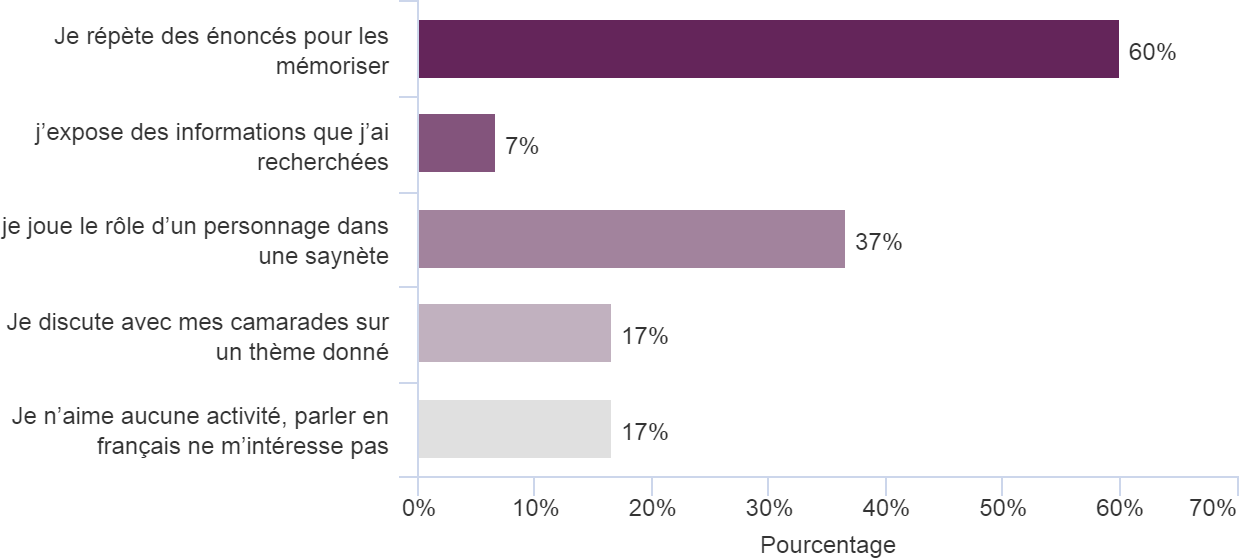 Je répète des énoncés pour les
mémoriser
60%
j’expose des informations que j’ai
recherchées
7%
je joue le rôle d’un personnage dans
une saynète
37%
Je discute avec mes camarades sur
un thème donné
17%
Je n’aime aucune activité, parler en
français ne m’intéresse pas
17%
0% 10% 20% 30% 40% 50% 60% 70%
Pourcentage